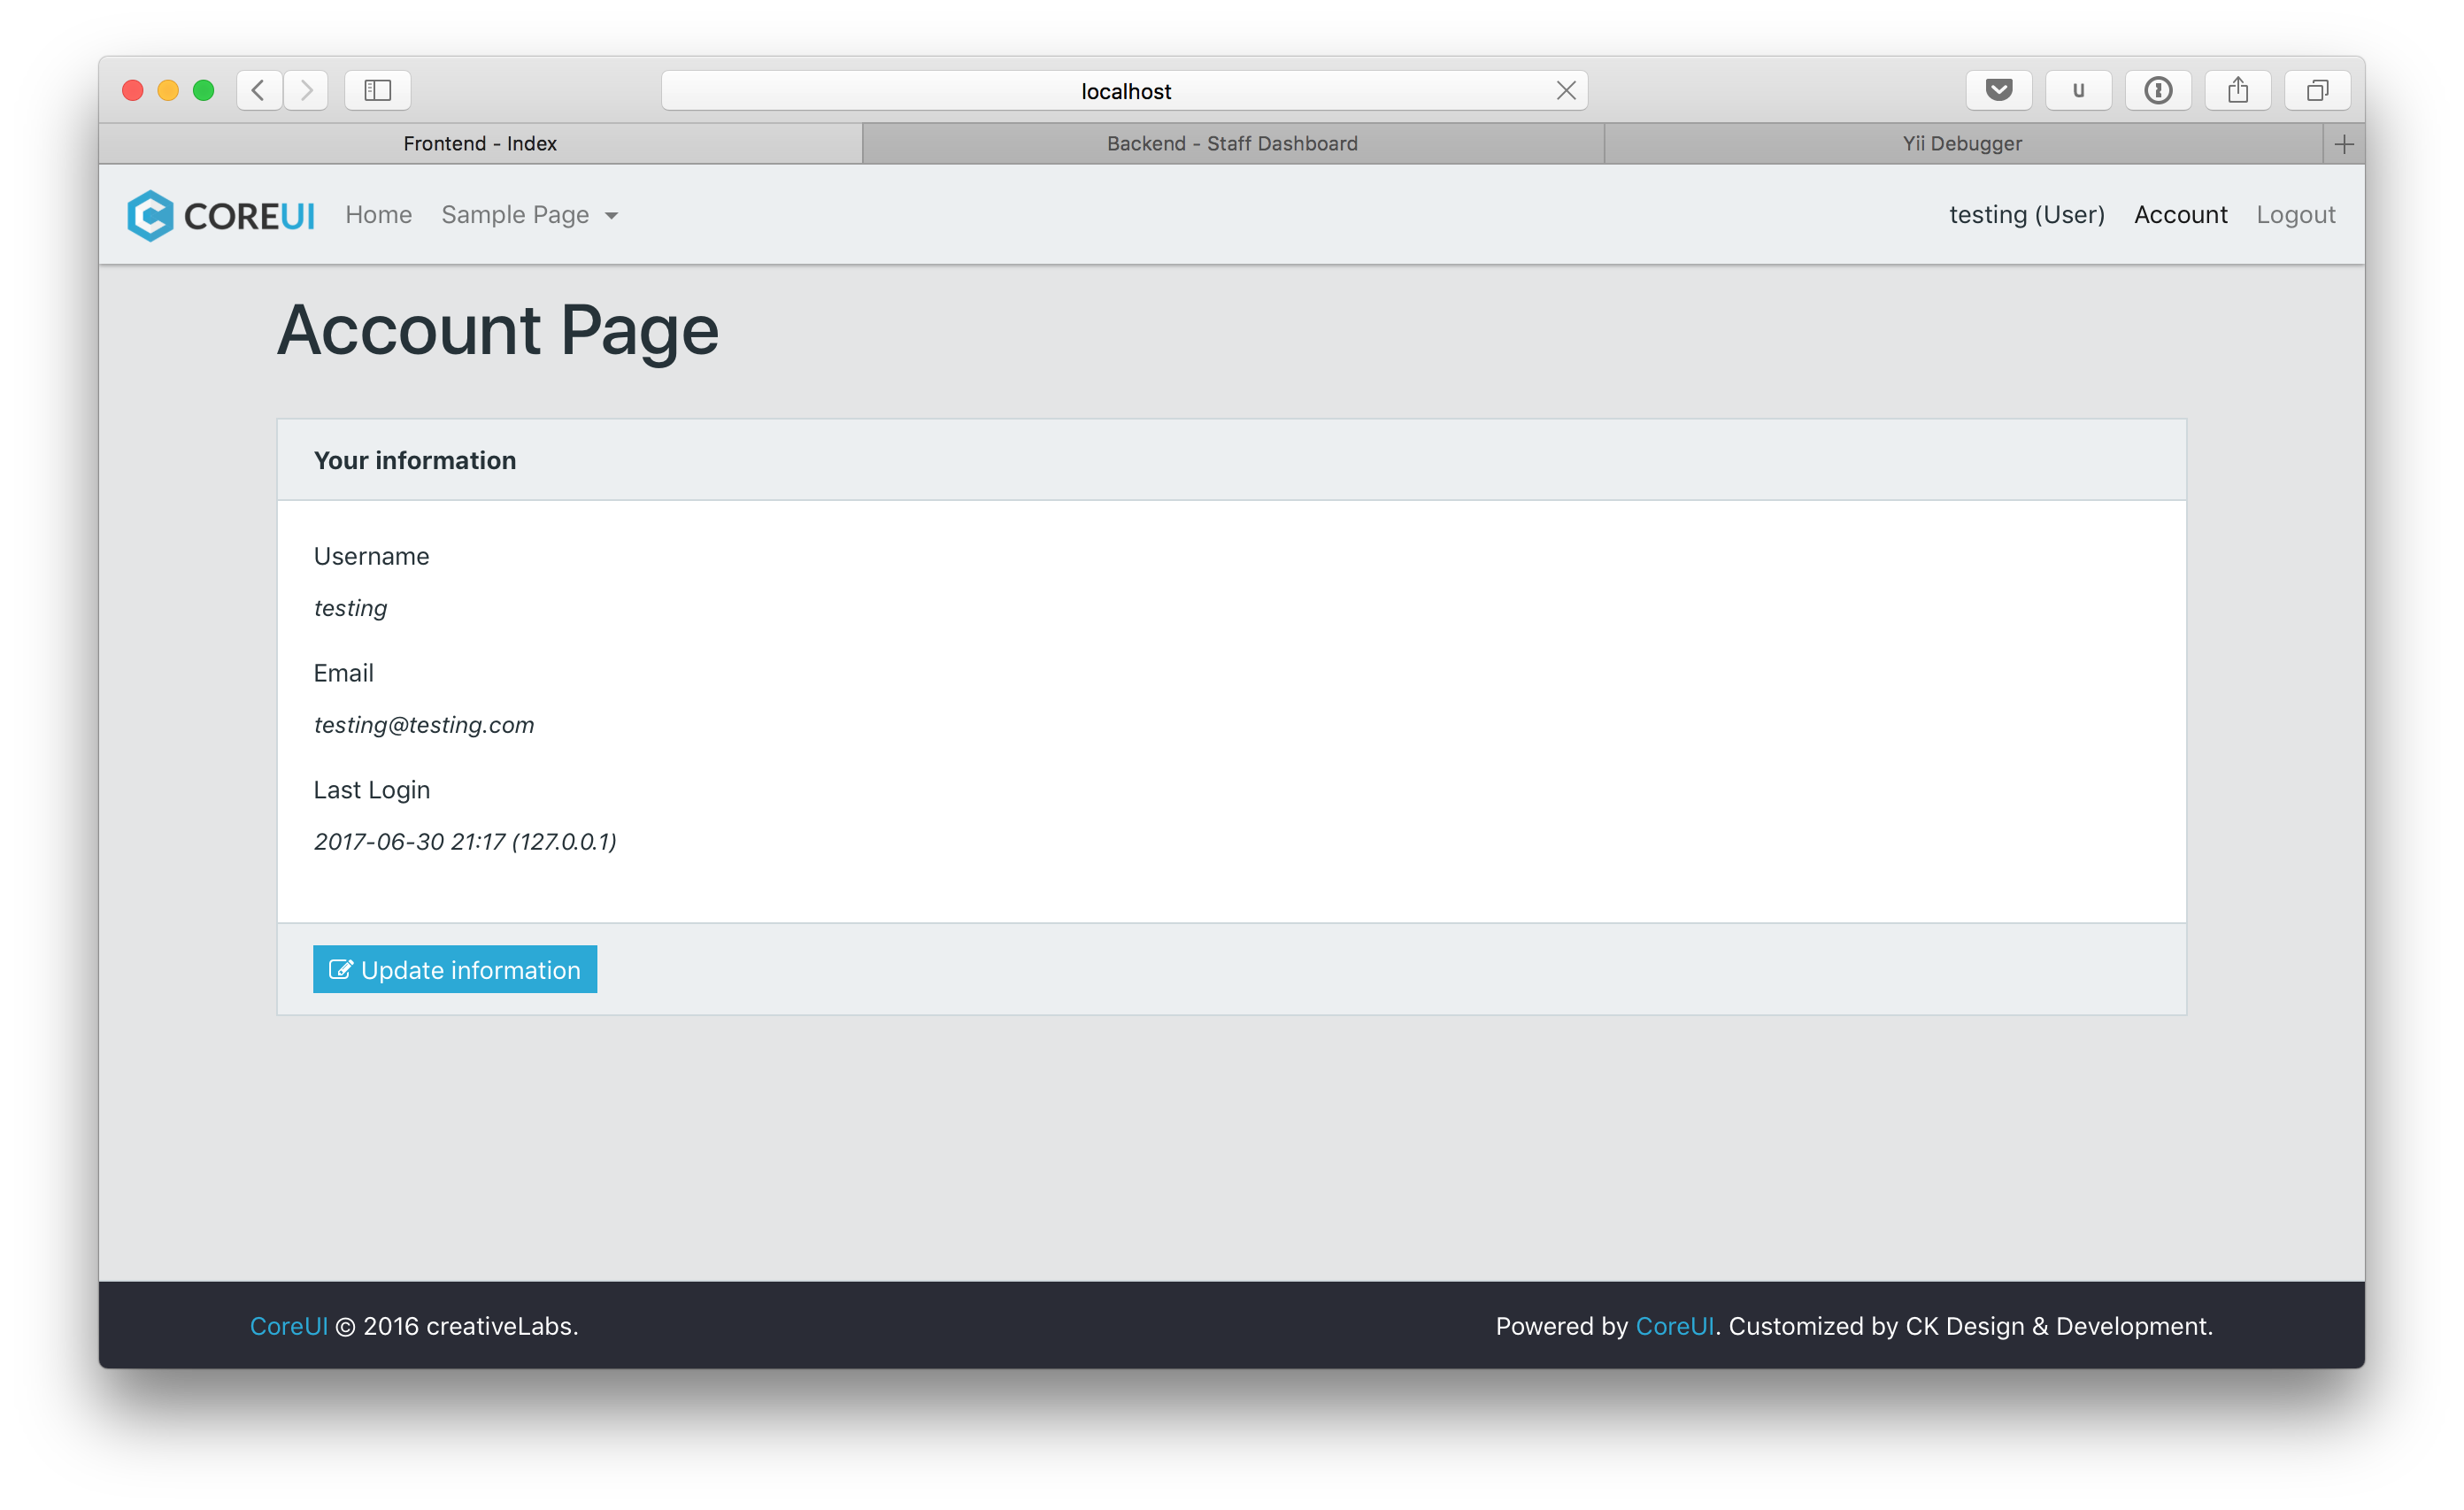 localhost
u
Frontend - Index
Backend - Staff Dashboard
Yii Debugger
COREUI
Home
Sample Page
testing (User)
Account
Logout
Account Page
Your information
Username
testing
Email
testing@testing.com
Last Login
2017-06-30 21:17 (127.0.0.1)
Update information
CoreUI © 2016 creativeLabs.
Powered by CoreUI. Customized by CK Design & Development.